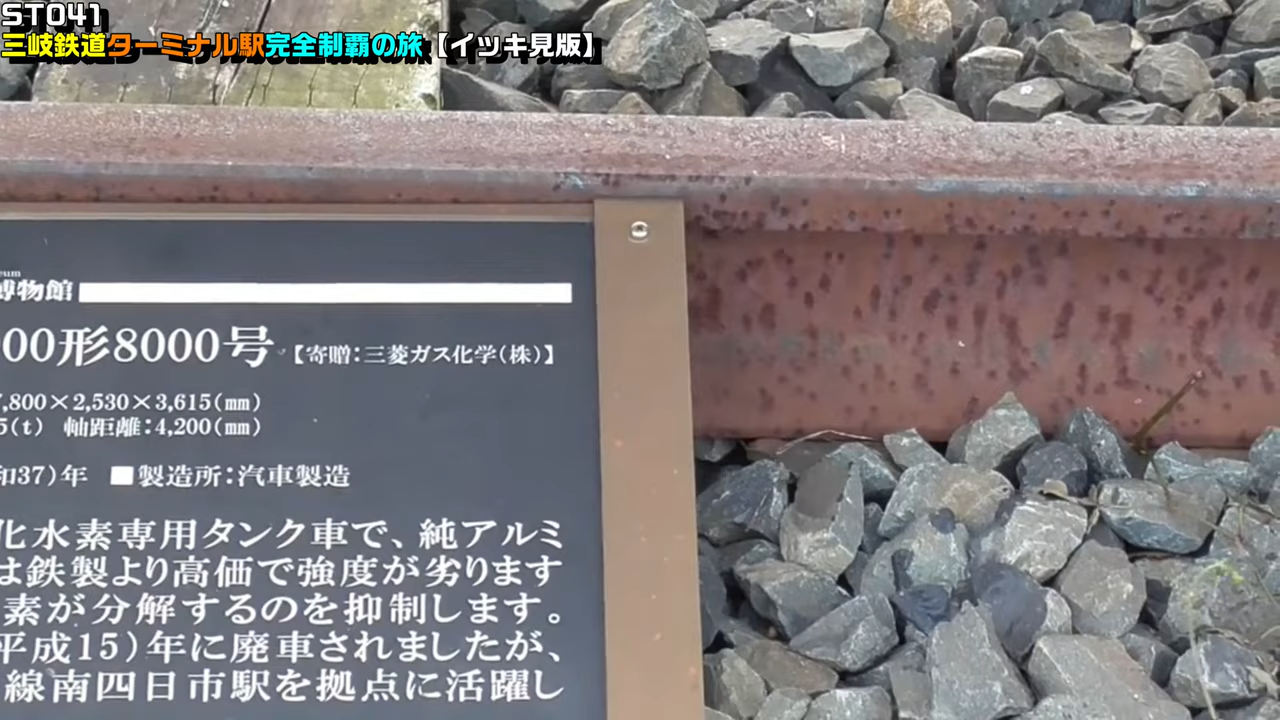 ST041
三岐鉄道ターミナル駅完全制覇の旅【イツキ見版】
eum
博物館
00形8000号【寄贈：三菱ガス化学（株）】
,800×2,530×3,615(㎜)
5(t) 軸距離：4,200(㎜)
和37)年 ■製造所：汽車製造
化水素専用タンク車で、純アルミ
は鉄製より高価で強度が劣ります
素が分解するのを抑制します。
平成15）年に廃車されましたが、
線南四日市駅を拠点に活躍し